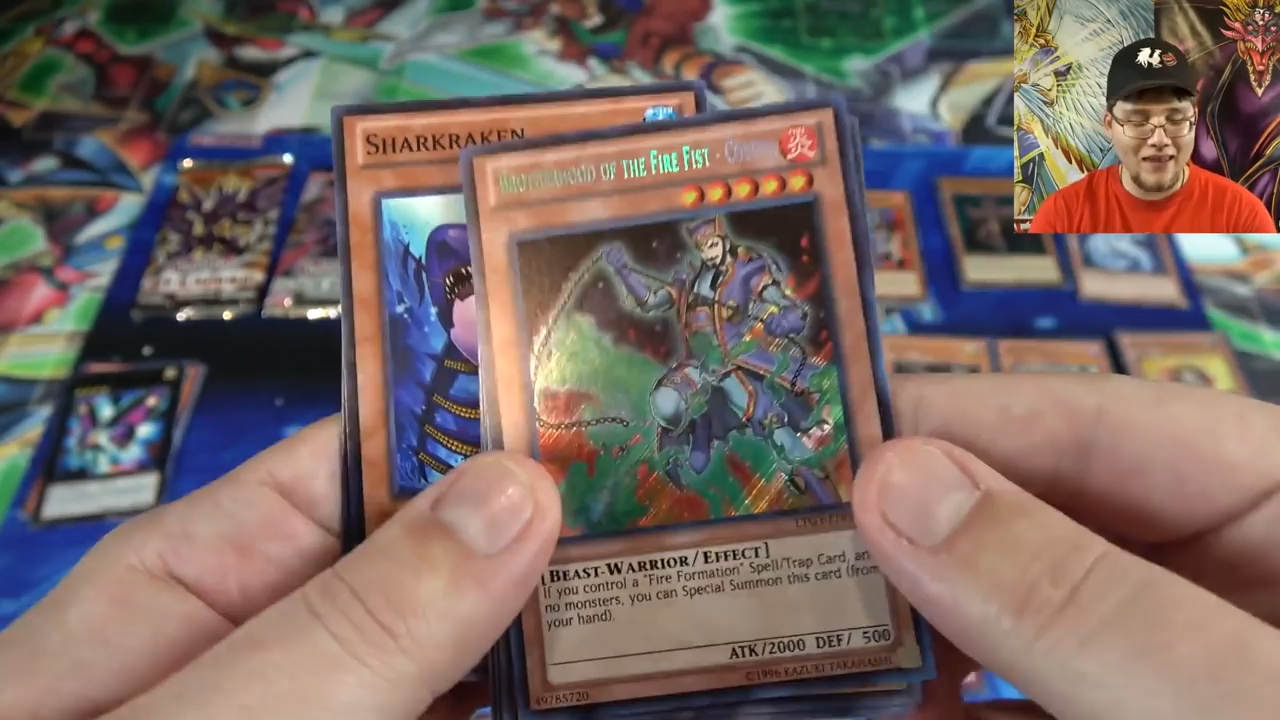 SHARKRAKEN
BROTHERHOOD OF THE FIRE FIST -
[BEAST-WARRIOR/EFFECT]
If you control a "Fire Formation" Spell/Trap Card, and
no monsters, you can Special Summon this card (from
your hand).
ATK/2000 DEF/ 500
49785720
©1996 KAZUKI TAKAHASHI